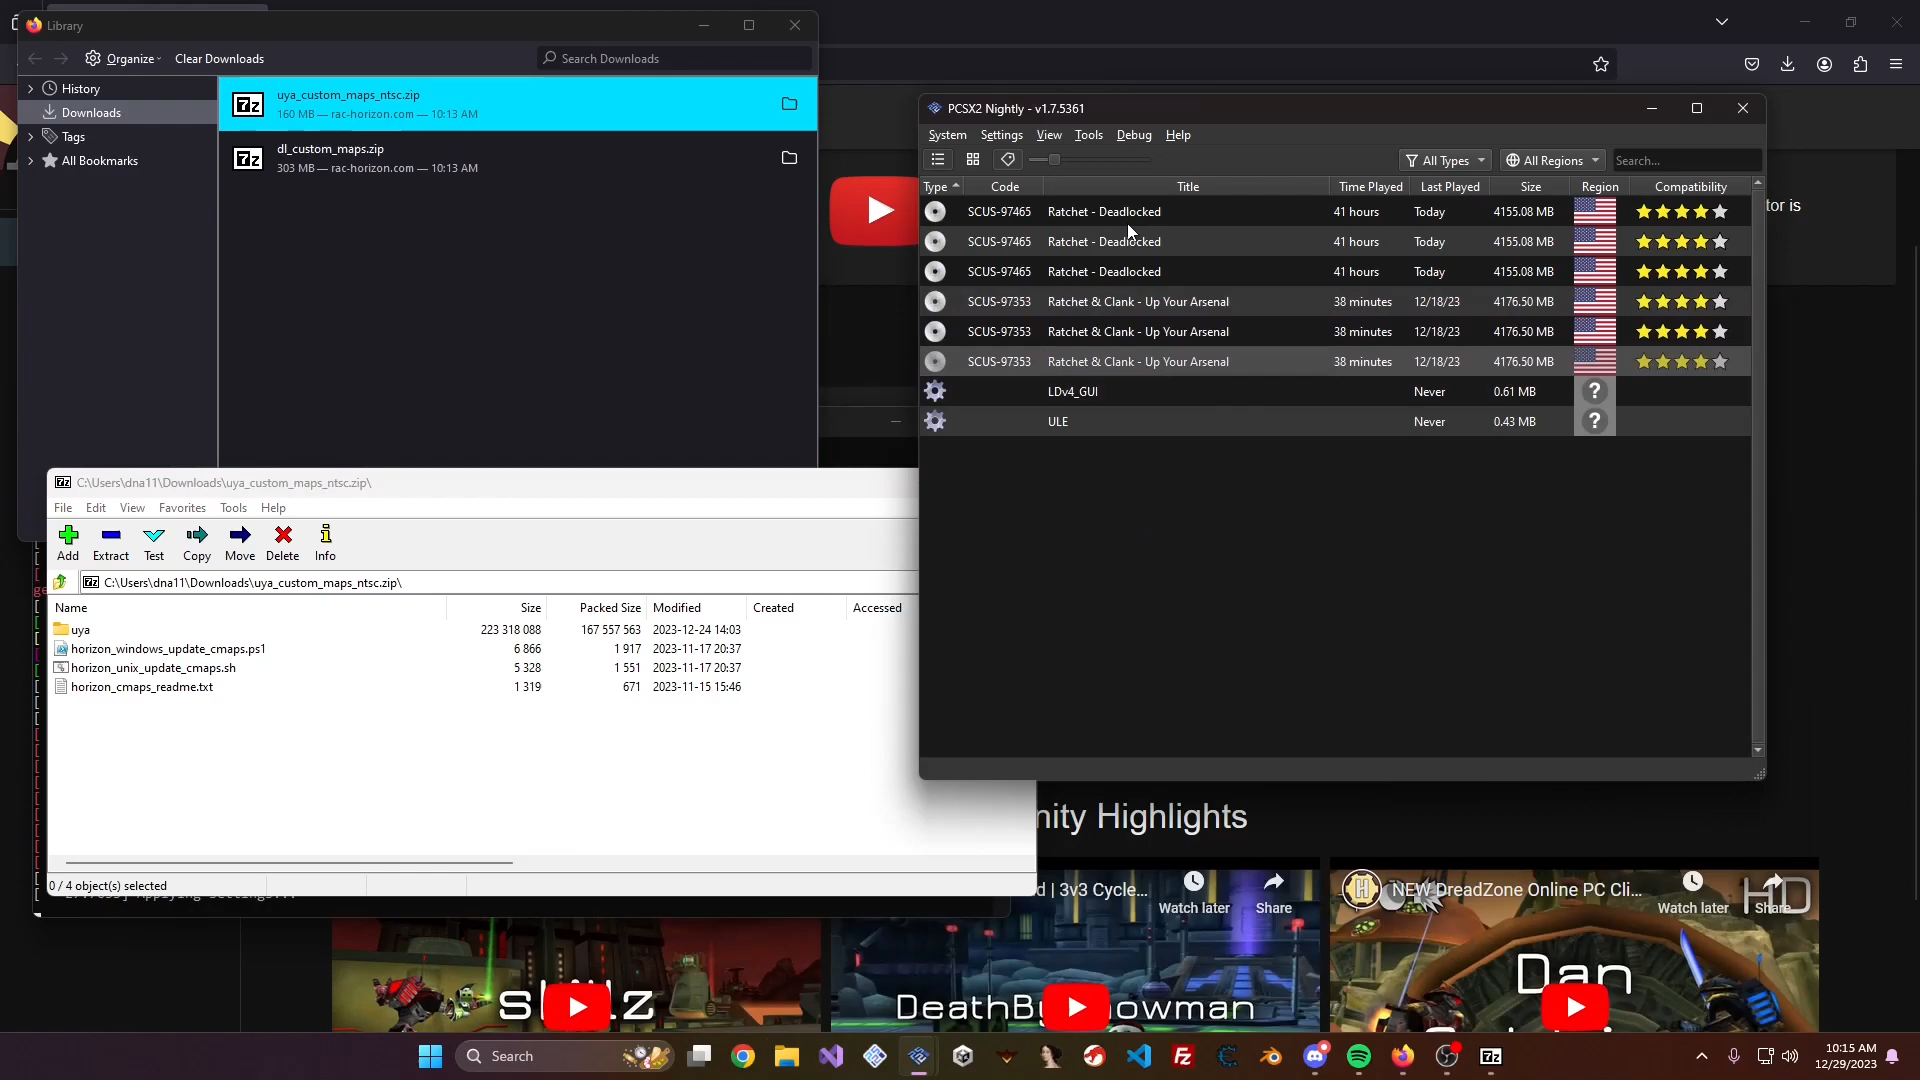 Library
Organize
Clear Downloads
Search Downloads
History
Downloads
Tags
All Bookmarks
uya_custom_maps_ntsc.zip
160 MB — rac-horizon.com — 10:13 AM
dl_custom_maps.zip
303 MB — rac-horizon.com — 10:13 AM
PCSX2 Nightly - v1.7.5361
System Settings View Tools Debug Help
All Types All Regions Search...
Type Code Title Time Played Last Played Size Region Compatibility
SCUS-97465 Ratchet - Deadlocked 41 hours Today 4155.08 MB
SCUS-97465 Ratchet - Deadlocked 41 hours Today 4155.08 MB
SCUS-97465 Ratchet - Deadlocked 41 hours Today 4155.08 MB
SCUS-97353 Ratchet & Clank - Up Your Arsenal 38 minutes 12/18/23 4176.50 MB
SCUS-97353 Ratchet & Clank - Up Your Arsenal 38 minutes 12/18/23 4176.50 MB
SCUS-97353 Ratchet & Clank - Up Your Arsenal 38 minutes 12/18/23 4176.50 MB
LDv4_GUI Never 0.61 MB ?
ULE Never 0.43 MB ?
tor is
C:\Users\dna11\Downloads\uya_custom_maps_ntsc.zip\
File Edit View Favorites Tools Help
Add Extract Test Copy Move Delete Info
C:\Users\dna11\Downloads\uya_custom_maps_ntsc.zip\
Name Size Packed Size Modified Created Accessed
uya 223 318 088 167 557 563 2023-12-24 14:03
horizon_windows_update_cmaps.ps1 6 866 1 917 2023-11-17 20:37
horizon_unix_update_cmaps.sh 5 328 1 551 2023-11-17 20:37
horizon_cmaps_readme.txt 1 319 671 2023-11-15 15:46
0 / 4 object(s) selected
Applying settings...
nity Highlights
d | 3v3 Cycle...
Watch later Share
NEW DreadZone Online PC Cli...
Watch later Share
HD
DeathBy
owman
Dan
Search
10:15 AM
12/29/2023